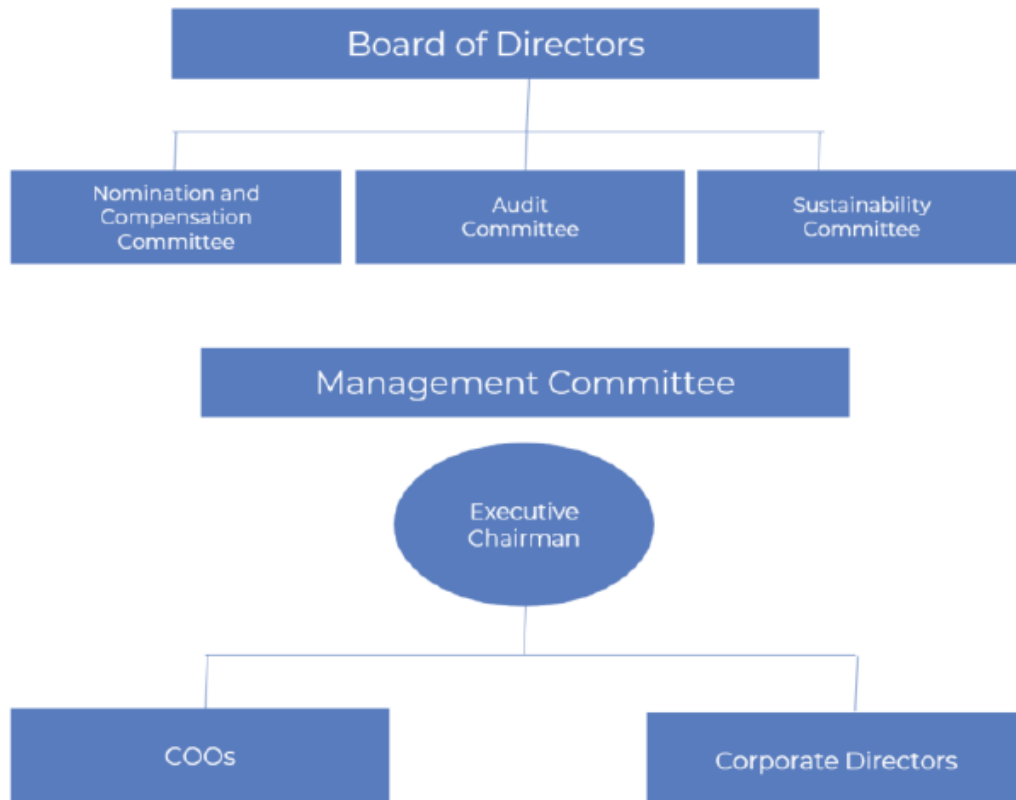 Board of Directors
Nomination and
Compensation
Committee
Audit
Committee
Sustainability
Committee
Management Committee
Executive
Chairman
COOs
Corporate Directors